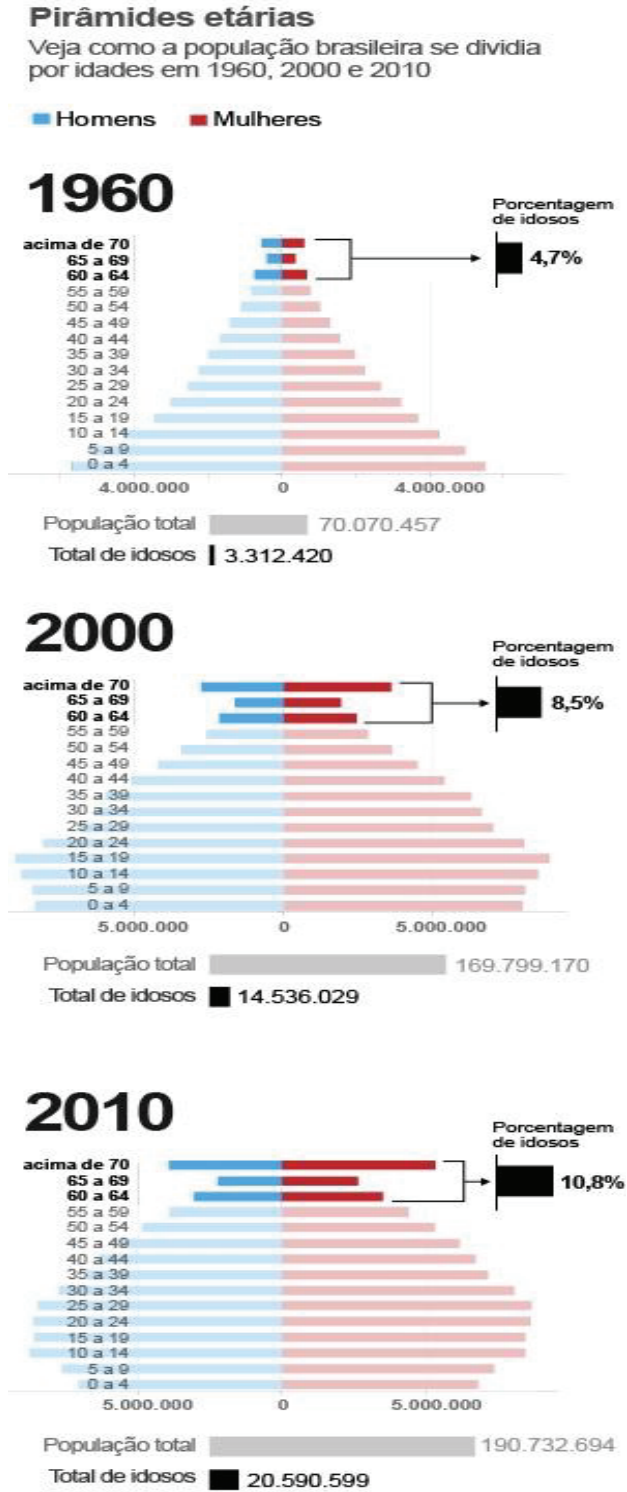 Pirâmides etárias
Veja como a população brasileira se dividia
por idades em 1960, 2000 e 2010
Homens Mulheres
1960
Porcentagem
de idosos
4,7%
acima de 70
65 a 69
60 a 64
55 a 59
50 a 54
45 a 49
40 a 44
35 a 39
30 a 34
25 a 29
20 a 24
15 a 19
10 a 14
5 a 9
0 a 4
4.000.000 0 4.000.000
População total 70.070.457
Total de idosos 3.312.420
2000
Porcentagem
de idosos
8,5%
acima de 70
65 a 69
60 a 64
55 a 59
50 a 54
45 a 49
40 a 44
35 a 39
30 a 34
25 a 29
20 a 24
15 a 19
10 a 14
5 a 9
0 a 4
5.000.000 0 5.000.000
População total 169.799.170
Total de idosos 14.536.029
2010
Porcentagem
de idosos
10,8%
acima de 70
65 a 69
60 a 64
55 a 59
50 a 54
45 a 49
40 a 44
35 a 39
30 a 34
25 a 29
20 a 24
15 a 19
10 a 14
5 a 9
0 a 4
5.000.000 0 5.000.000
População total 190.732.694
Total de idosos 20.590.599